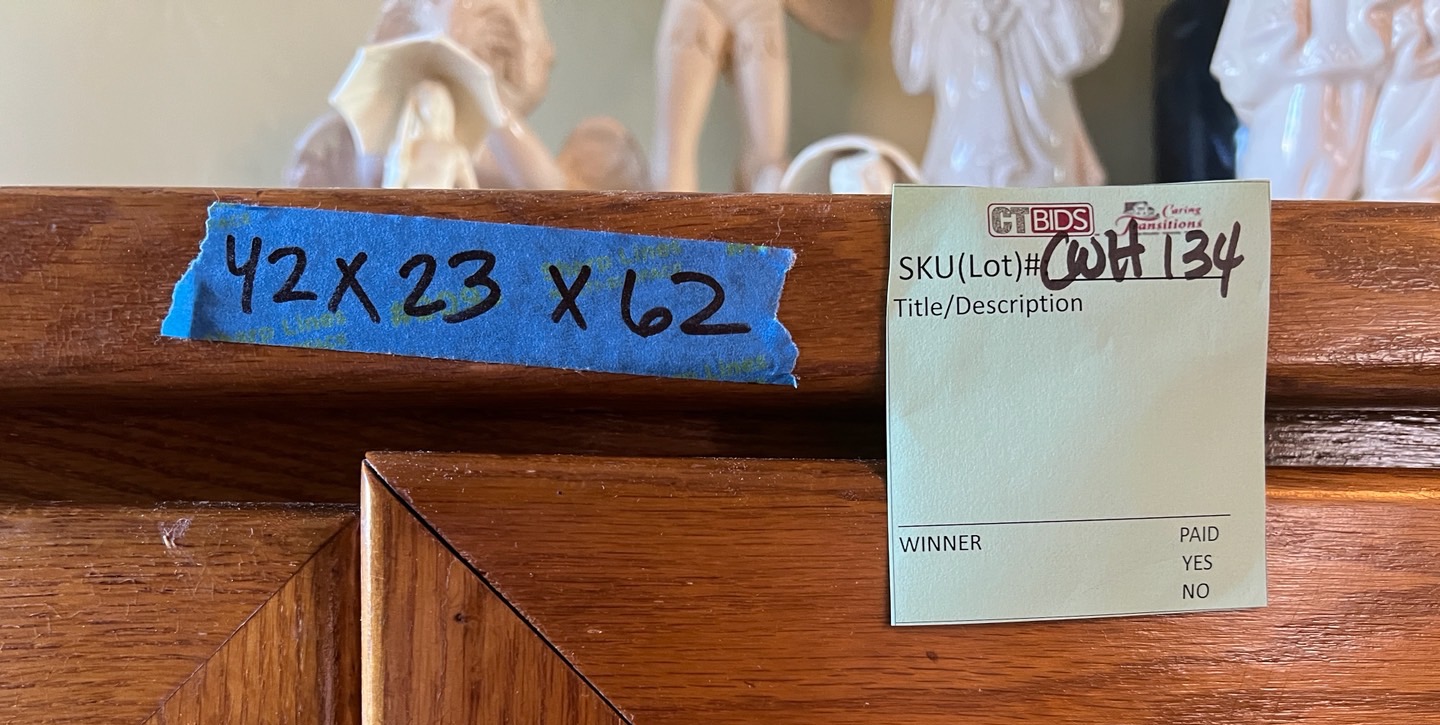 42 X 23 X 62
CTBIDS
Caring
Transitions
SKU(Lot)# CWH 134
Title/Description
WINNER
PAID
YES
NO